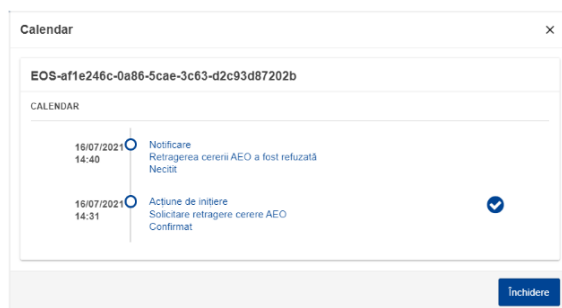 Calendar
EOS-af1e246c-0a86-5cae-3c63-d2c93d87202b
CALENDAR
16/07/2021
14:40
Notificare
Retragerea cererii AEO a fost refuzată
Necitit
16/07/2021
14:31
Acțiune de inițiere
Solicitare retragere cerere AEO
Confirmat
Închidere